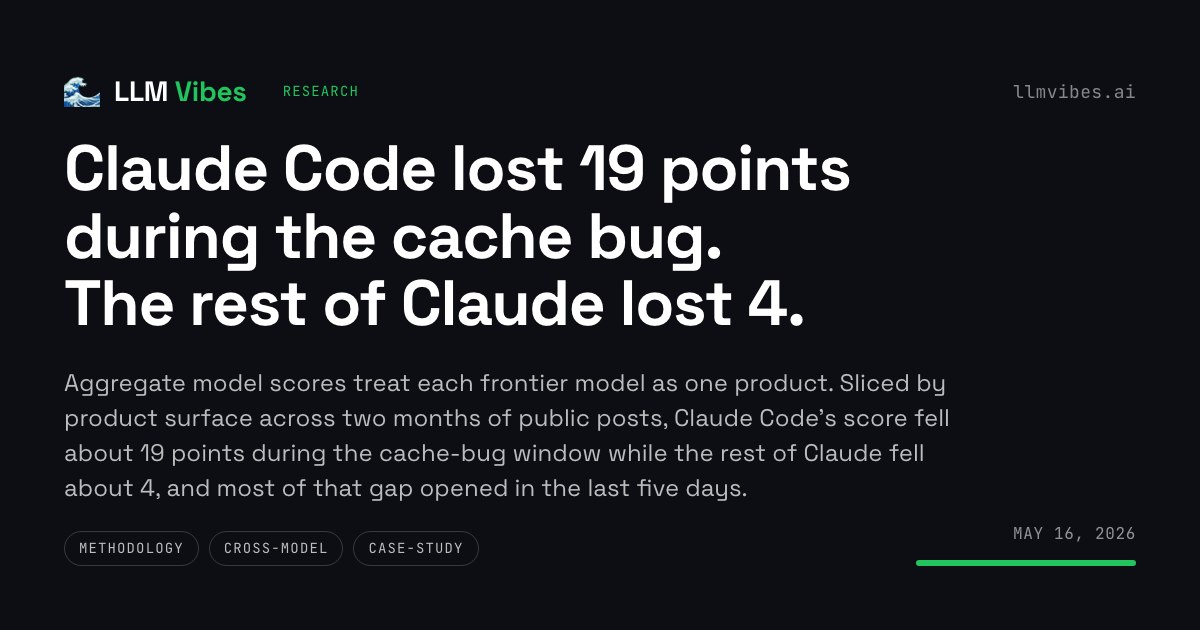 LLM Vibes RESEARCH llmvibes.ai
Claude Code lost 19 points
during the cache bug.
The rest of Claude lost 4.
Aggregate model scores treat each frontier model as one product. Sliced by
product surface across two months of public posts, Claude Code’s score fell
about 19 points during the cache-bug window while the rest of Claude fell
about 4, and most of that gap opened in the last five days.
METHODOLOGY CROSS-MODEL CASE-STUDY
MAY 16, 2026